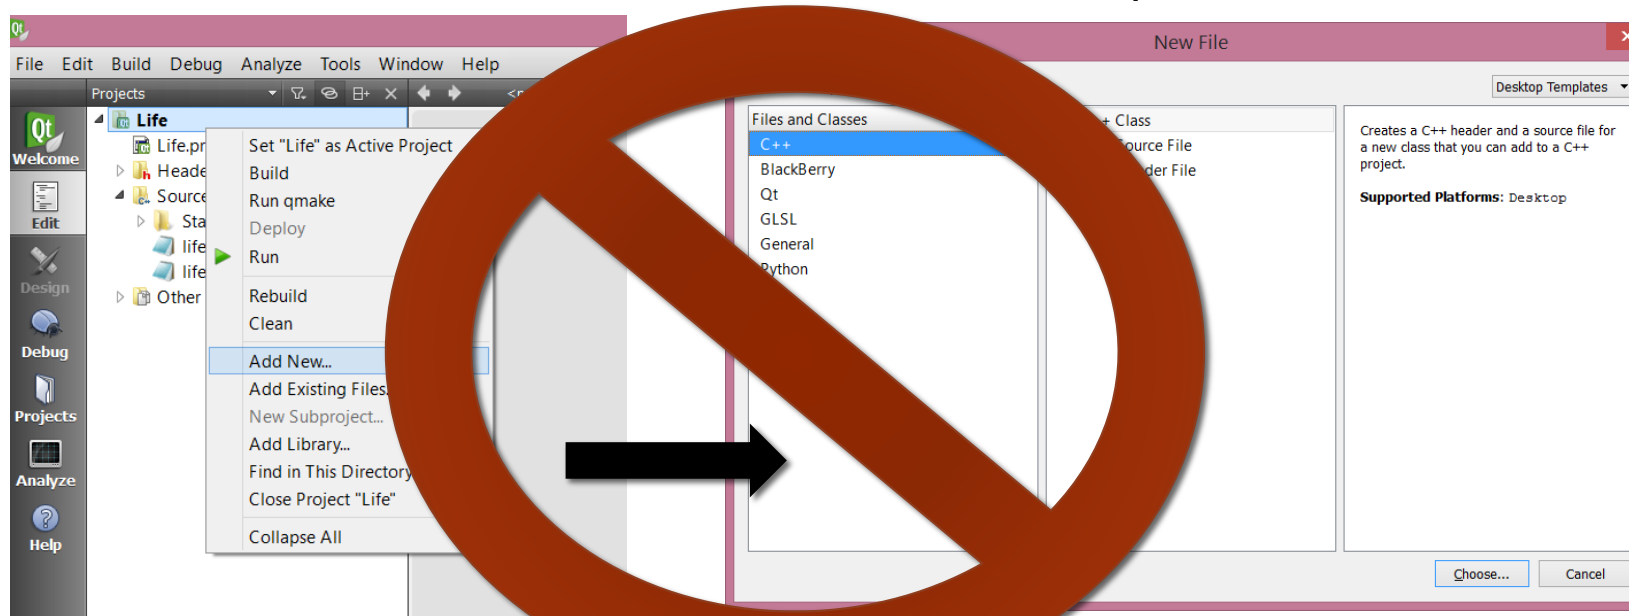 Qt
File Edit Build Debug Analyze Tools Window Help
Projects
Qt
Welcome
Edit
Design
Debug
Projects
Analyze
Help
Life
Life.pr
Heade
Source
Sta
life
life
Other
Set "Life" as Active Project
Build
Run qmake
Deploy
Run
Rebuild
Clean
Add New...
Add Existing Files.
New Subproject...
Add Library...
Find in This Directory
Close Project "Life"
Collapse All
New File
Desktop Templates
Files and Classes
C++
BlackBerry
Qt
GLSL
General
Python
+ Class
ource File
der File
Creates a C++ header and a source file for
a new class that you can add to a C++
project.
Supported Platforms: Desktop
Choose...
Cancel